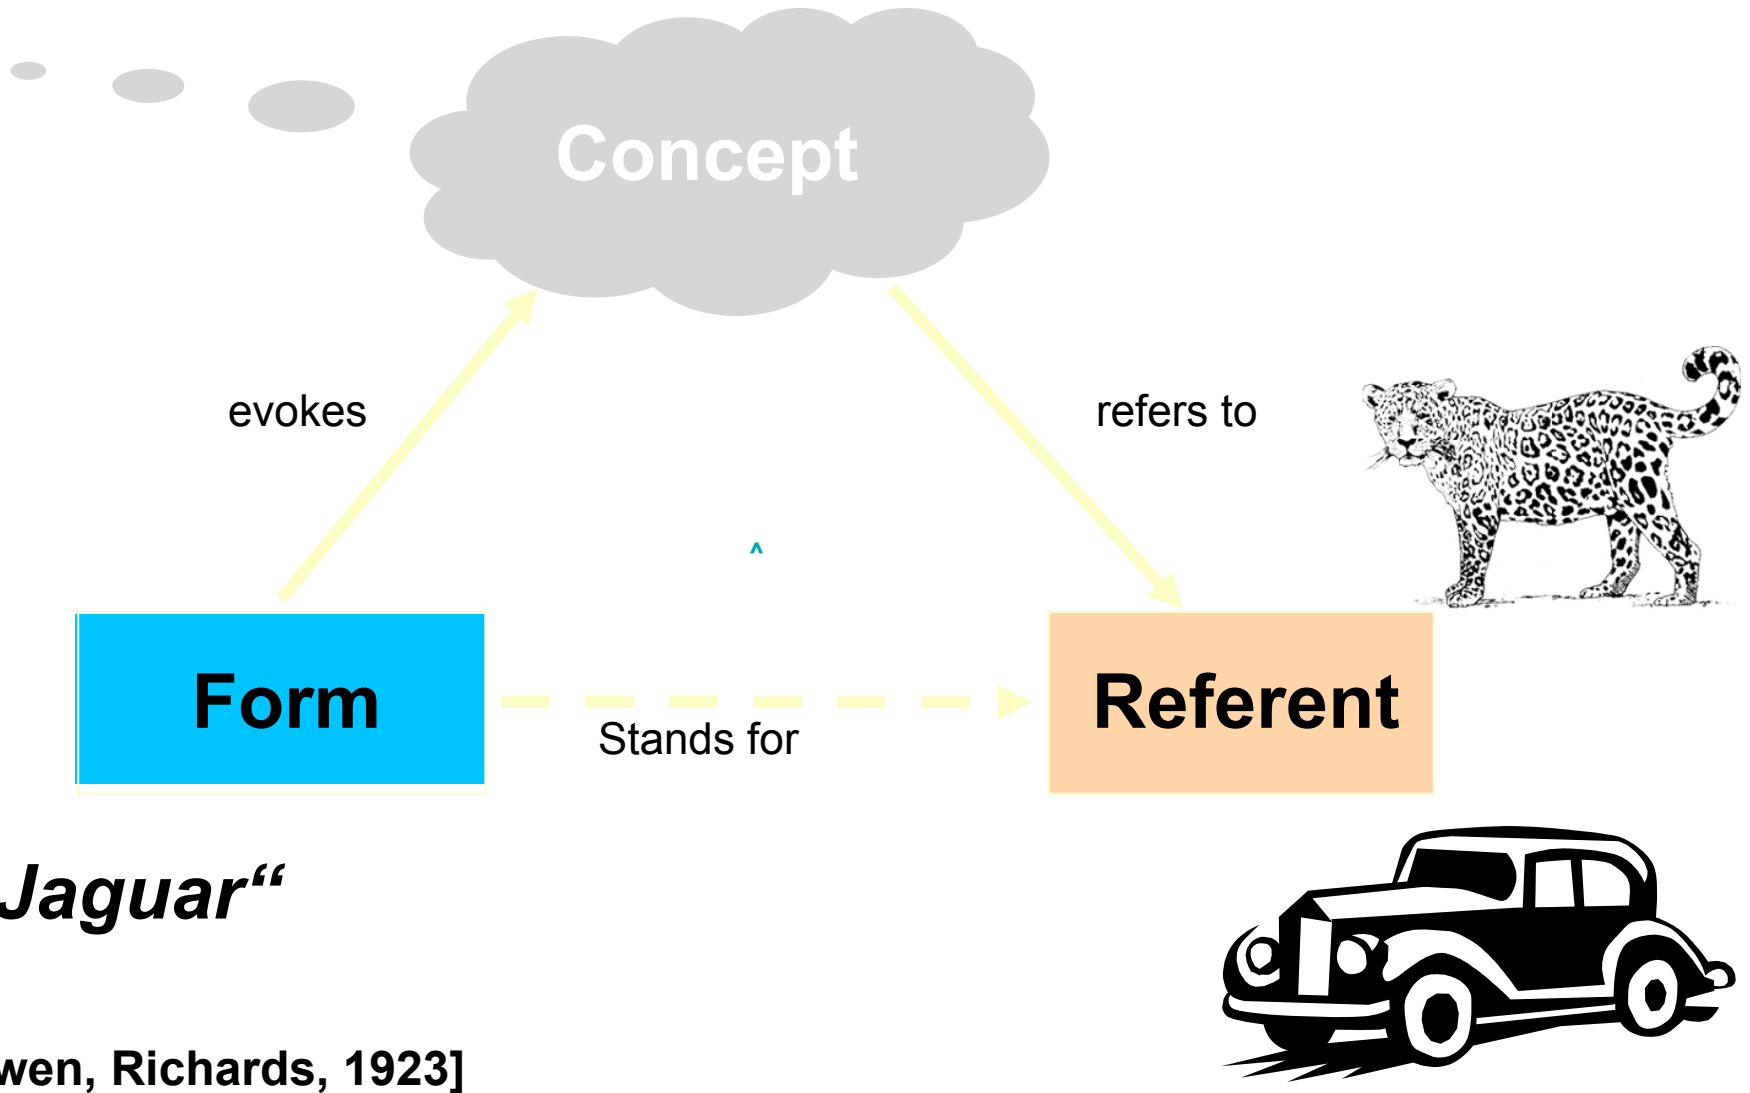 Concept
evokes
refers to
^
Form
Referent
Stands for
Jaguar“
wen, Richards, 1923]